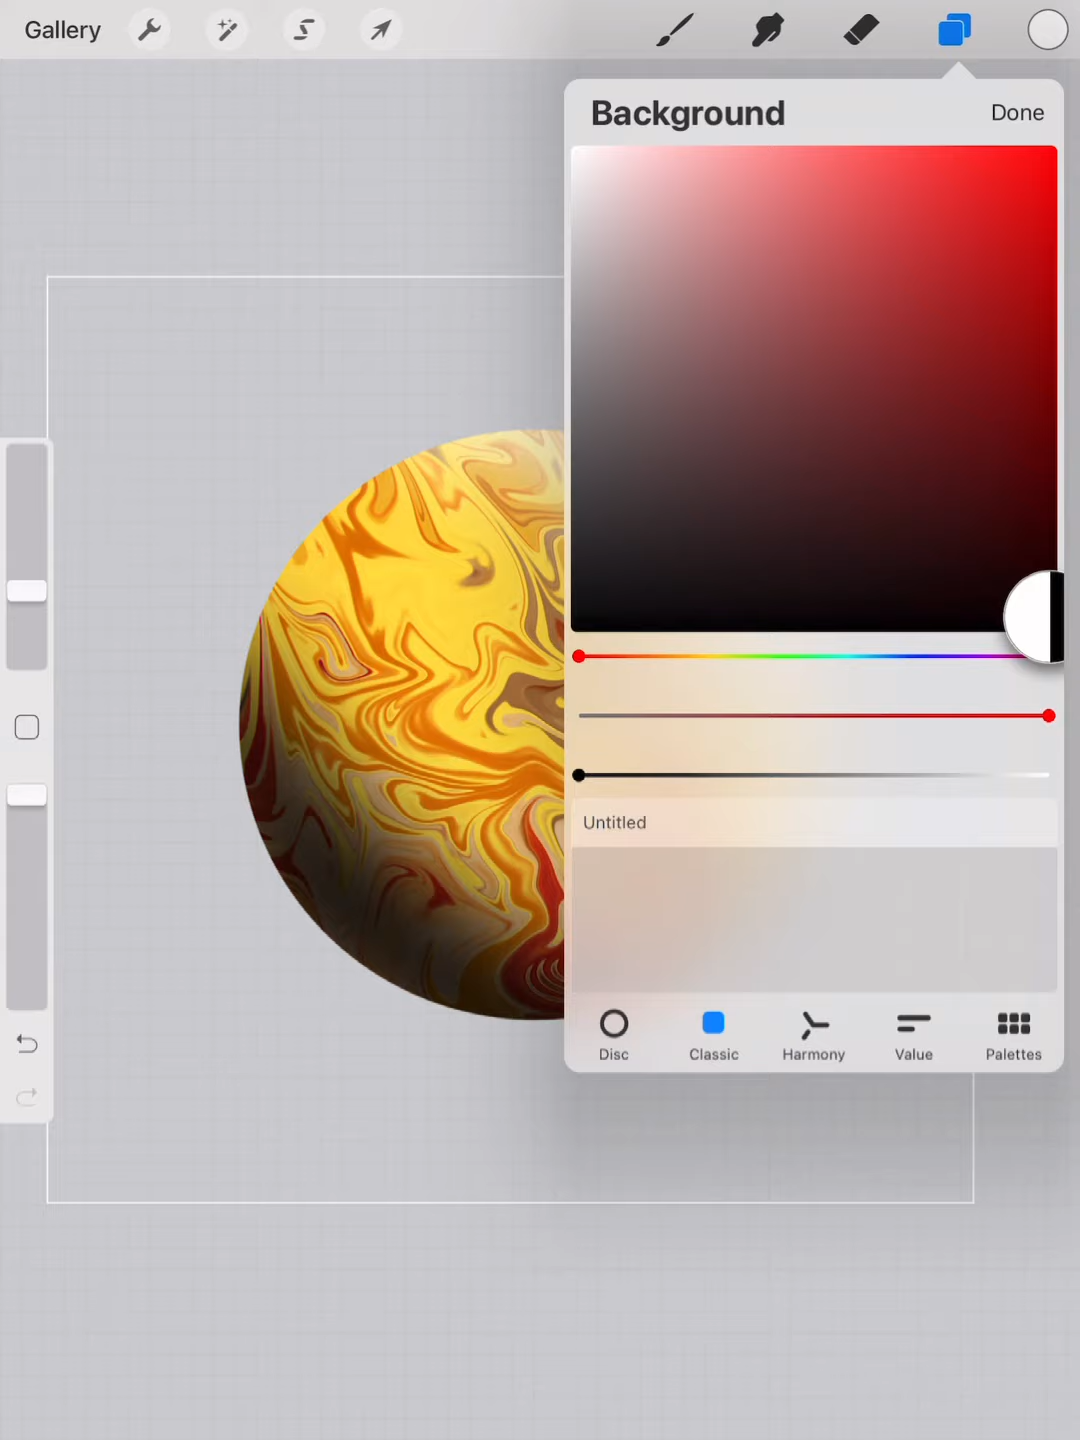 Gallery
Background
Done
Untitled
Disc
Classic
Harmony
Value
Palettes